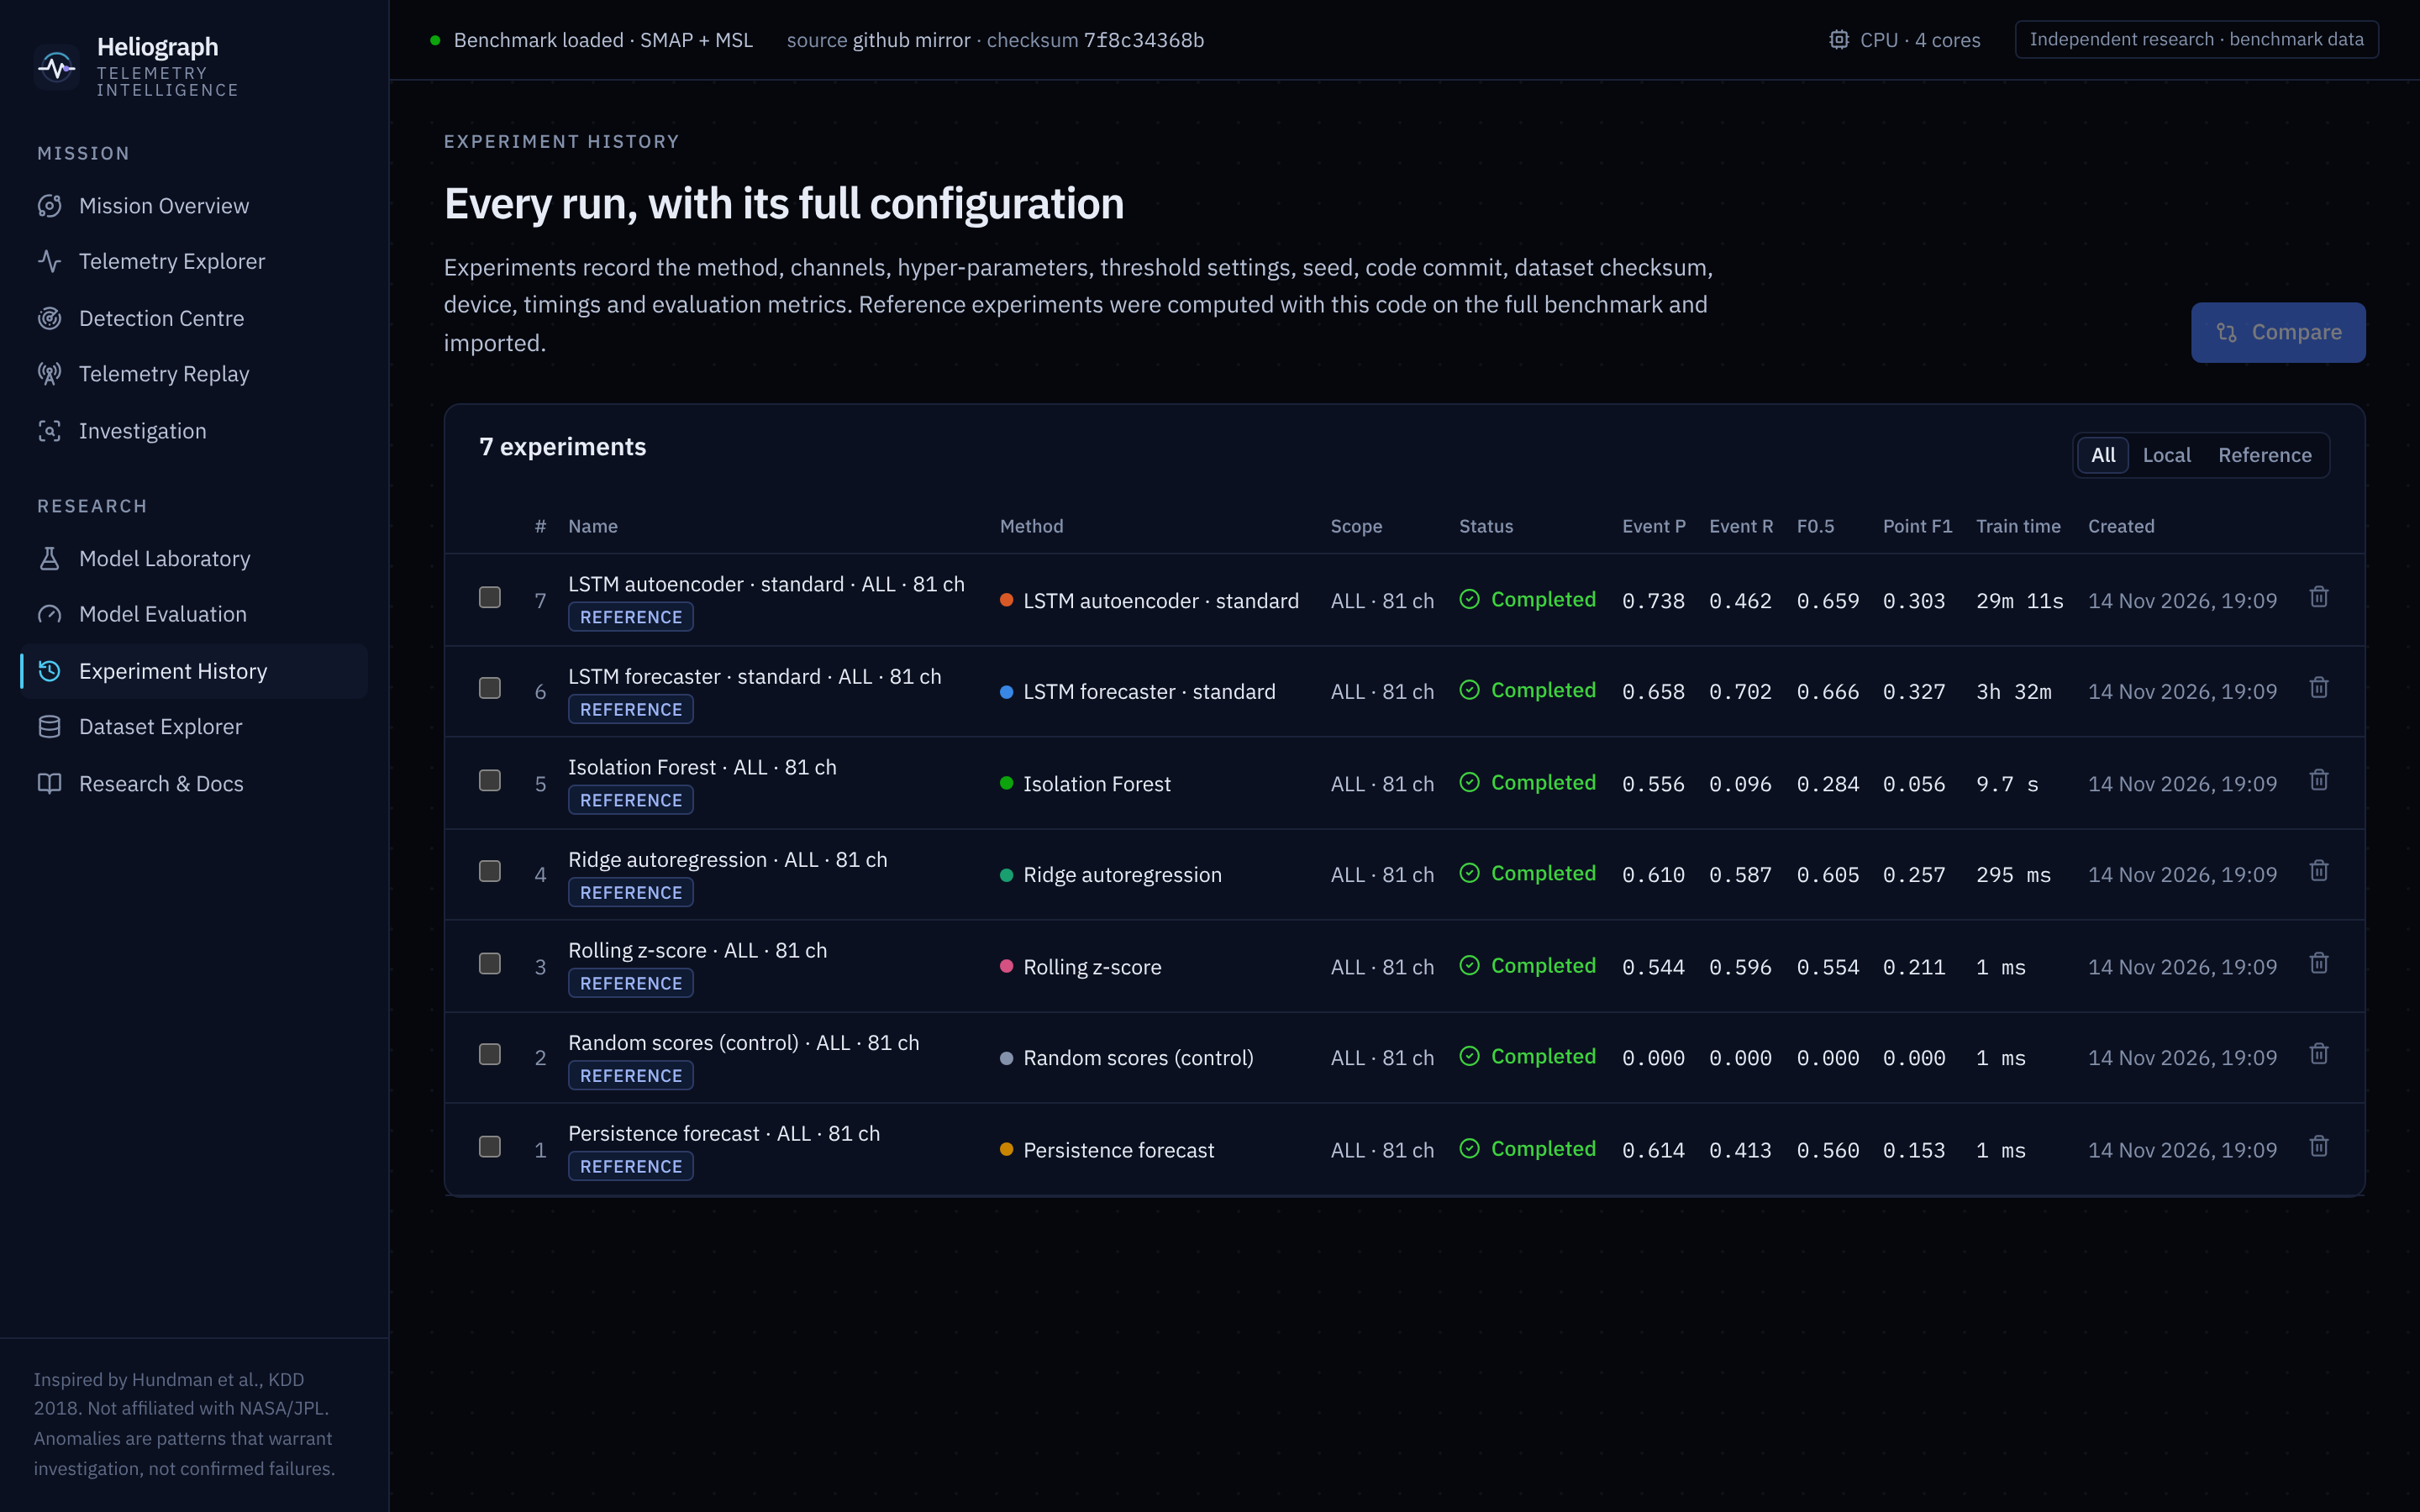 Heliograph
TELEMETRY
INTELLIGENCE
MISSION
Mission Overview
Telemetry Explorer
Detection Centre
Telemetry Replay
Investigation
RESEARCH
Model Laboratory
Model Evaluation
Experiment History
Dataset Explorer
Research & Docs
Inspired by Hundman et al., KDD
2018. Not affiliated with NASA/JPL.
Anomalies are patterns that warrant
investigation, not confirmed failures.
Benchmark loaded · SMAP + MSL source github mirror · checksum 7f8c34368b CPU · 4 cores Independent research · benchmark data
EXPERIMENT HISTORY
Every run, with its full configuration
Experiments record the method, channels, hyper-parameters, threshold settings, seed, code commit, dataset checksum,
device, timings and evaluation metrics. Reference experiments were computed with this code on the full benchmark and
imported.
Compare
7 experiments All Local Reference
# Name Method Scope Status Event P Event R F0.5 Point F1 Train time Created
LSTM autoencoder · standard · ALL · 81 ch
7 LSTM autoencoder · standard ALL · 81 ch Completed 0.738 0.462 0.659 0.303 29m 11s 14 Nov 2026, 19:09
REFERENCE
LSTM forecaster · standard · ALL · 81 ch
6 LSTM forecaster · standard ALL · 81 ch Completed 0.658 0.702 0.666 0.327 3h 32m 14 Nov 2026, 19:09
REFERENCE
Isolation Forest · ALL · 81 ch
5 Isolation Forest ALL · 81 ch Completed 0.556 0.096 0.284 0.056 9.7 s 14 Nov 2026, 19:09
REFERENCE
Ridge autoregression · ALL · 81 ch
4 Ridge autoregression ALL · 81 ch Completed 0.610 0.587 0.605 0.257 295 ms 14 Nov 2026, 19:09
REFERENCE
Rolling z-score · ALL · 81 ch
3 Rolling z-score ALL · 81 ch Completed 0.544 0.596 0.554 0.211 1 ms 14 Nov 2026, 19:09
REFERENCE
Random scores (control) · ALL · 81 ch
2 Random scores (control) ALL · 81 ch Completed 0.000 0.000 0.000 0.000 1 ms 14 Nov 2026, 19:09
REFERENCE
Persistence forecast · ALL · 81 ch
1 Persistence forecast ALL · 81 ch Completed 0.614 0.413 0.560 0.153 1 ms 14 Nov 2026, 19:09
REFERENCE